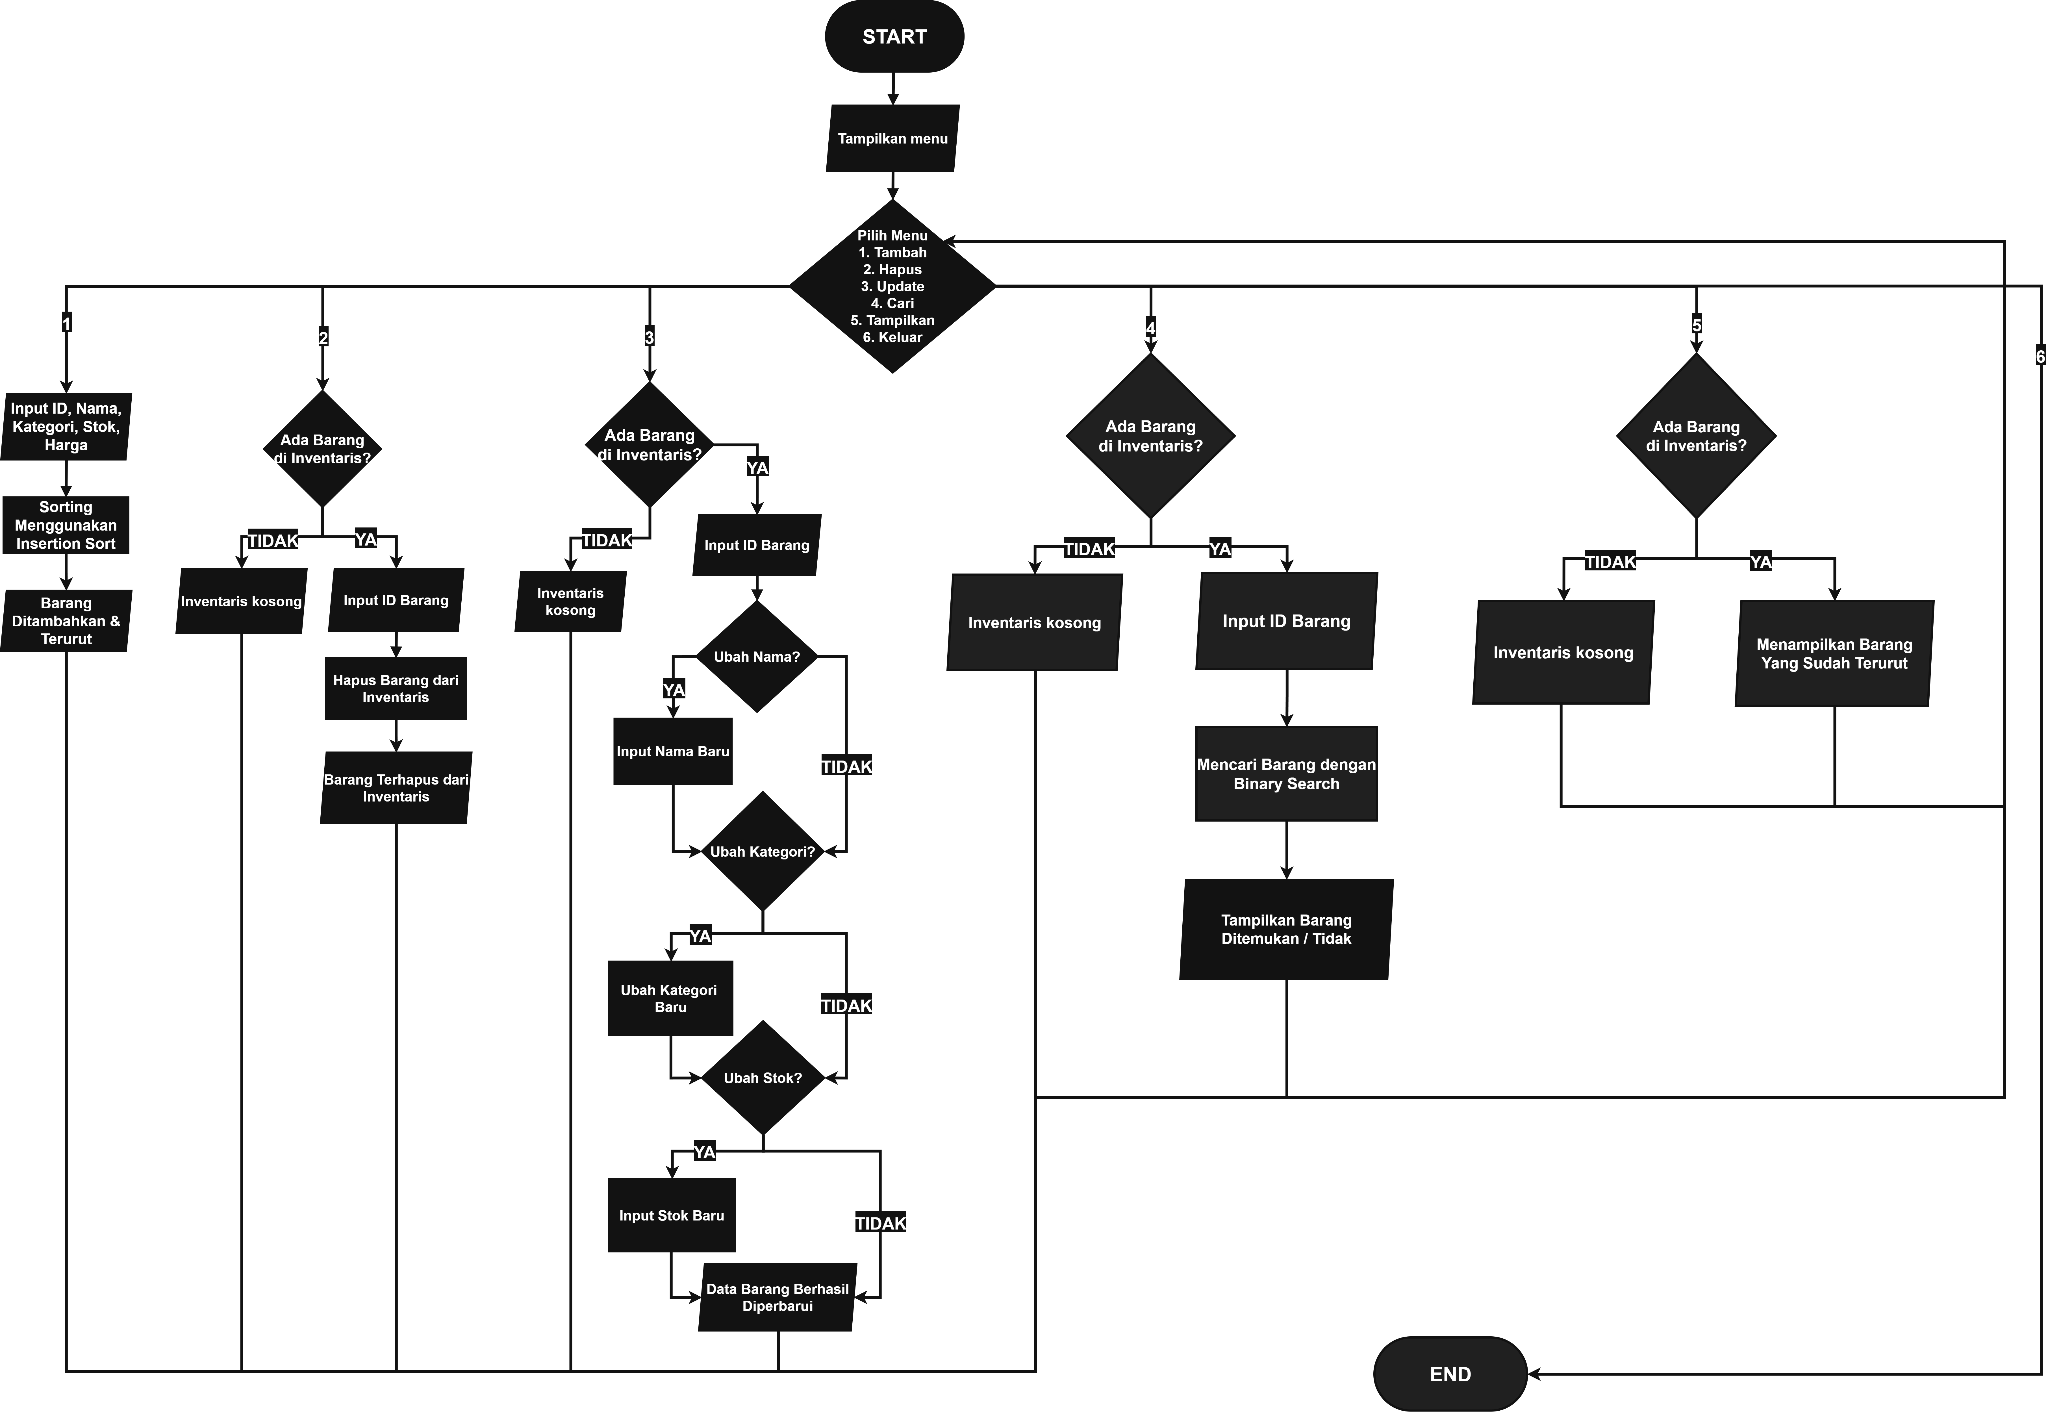 START
Tampilkan menu
Pilih Menu
1. Tambah
2. Hapus
3. Update
4. Cari
5. Tampilkan
6. Keluar
1
2
3
4
5
6
Input ID, Nama,
Kategori, Stok,
Harga
Sorting
Menggunakan
Insertion Sort
Barang
Ditambahkan &
Terurut
Ada Barang
di Inventaris?
TIDAK
YA
Inventaris kosong
Input ID Barang
Hapus Barang dari
Inventaris
Barang Terhapus dari
Inventaris
Ada Barang
di Inventaris?
YA
TIDAK
Inventaris
kosong
Input ID Barang
Ubah Nama?
YA
TIDAK
Input Nama Baru
Ubah Kategori?
YA
TIDAK
Ubah Kategori
Baru
Ubah Stok?
YA
TIDAK
Input Stok Baru
Data Barang Berhasil
Diperbarui
Ada Barang
di Inventaris?
TIDAK
YA
Inventaris kosong
Input ID Barang
Mencari Barang dengan
Binary Search
Tampilkan Barang
Ditemukan / Tidak
Ada Barang
di Inventaris?
TIDAK
YA
Inventaris kosong
Menampilkan Barang
Yang Sudah Terurut
END